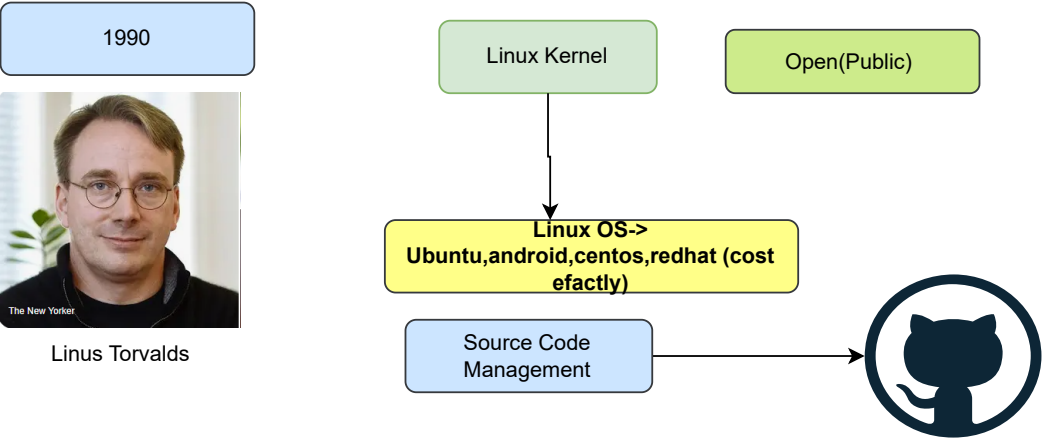 1990
Linux Kernel
Open(Public)
Linux OS->
Ubuntu,android,centos,redhat (cost
efactly)
The New Yorker
Linus Torvalds
Source Code
Management